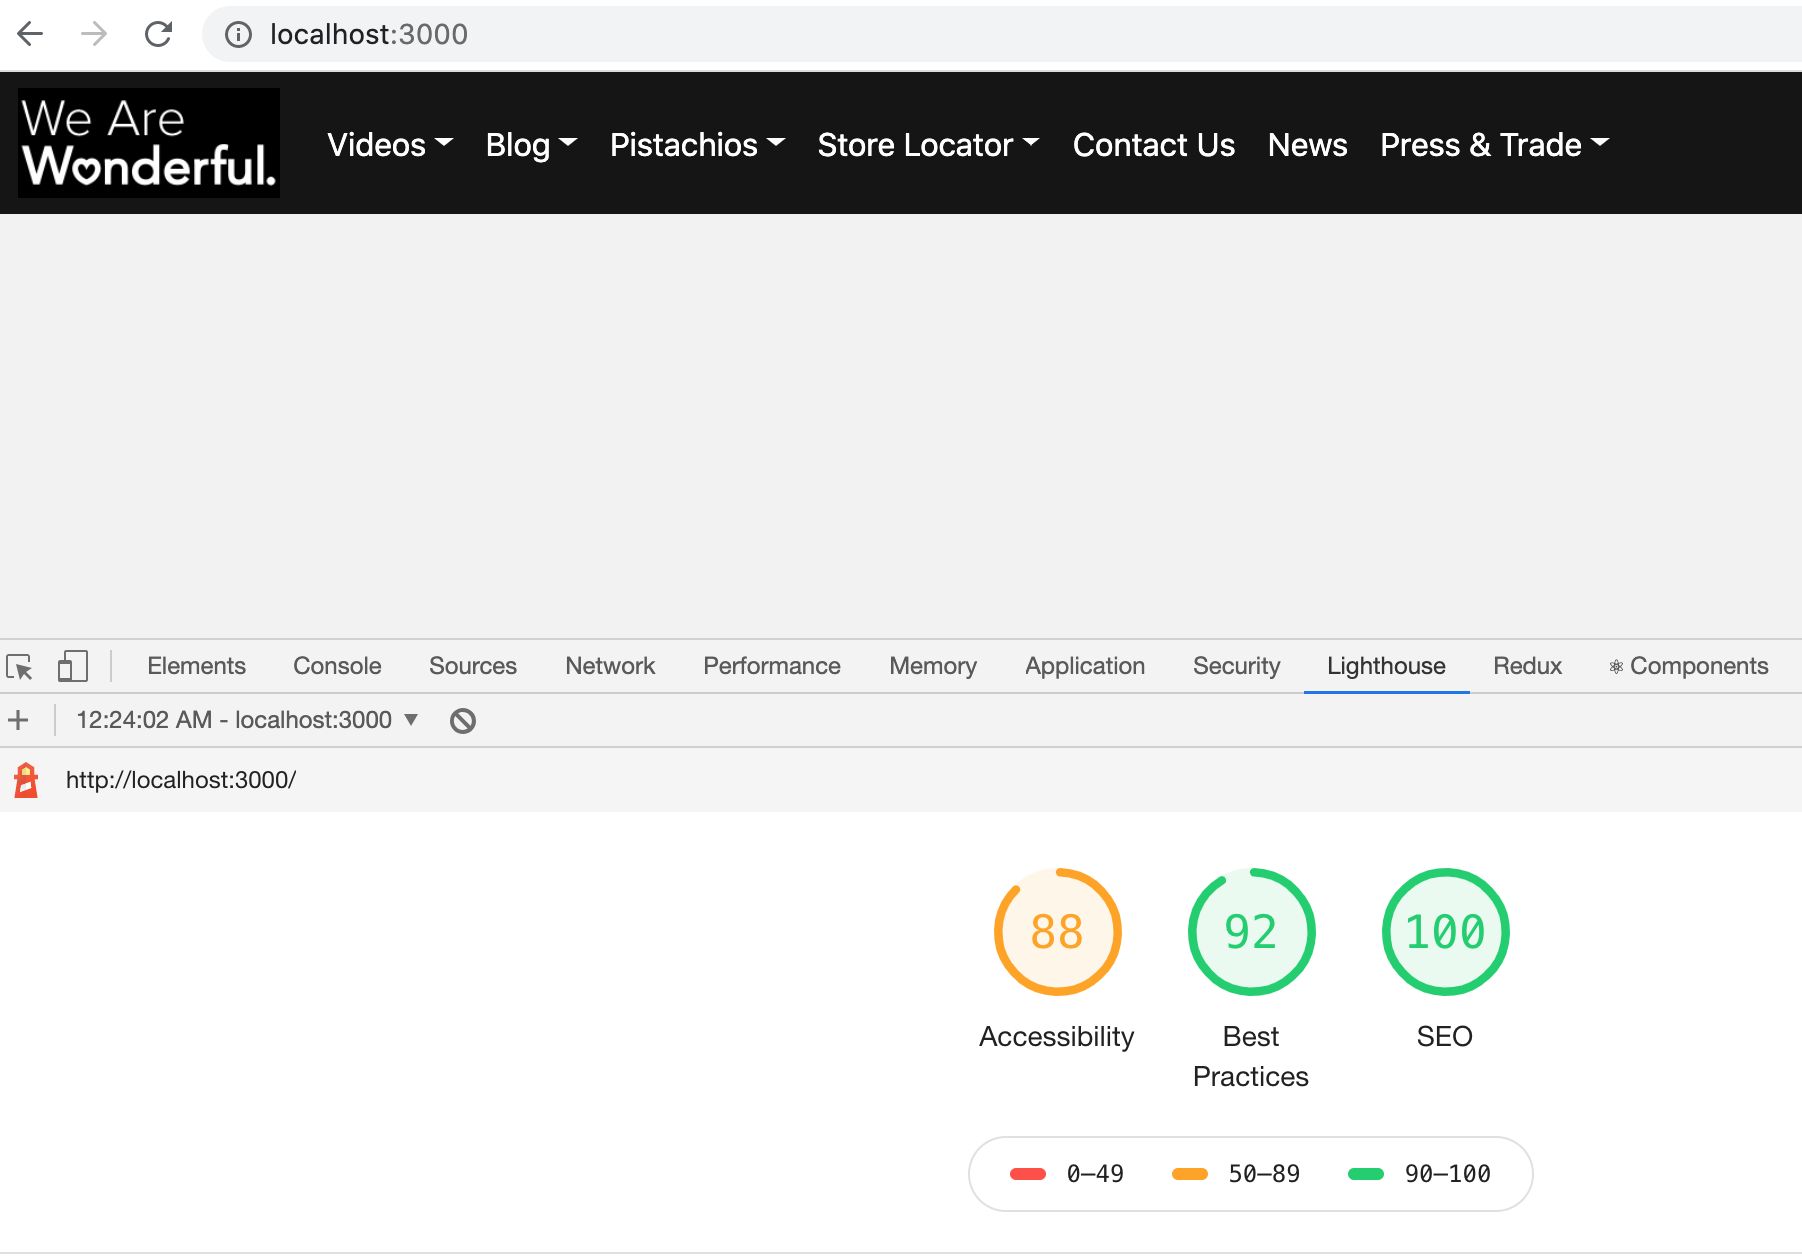 localhost:3000
We Are
Wonderful.
Videos Blog Pistachios Store Locator Contact Us News Press & Trade
Elements Console Sources Network Performance Memory Application Security Lighthouse Redux Components
12:24:02 AM - localhost:3000
http://localhost:3000/
88 92 100
Accessibility Best Practices SEO
0–49 50–89 90–100